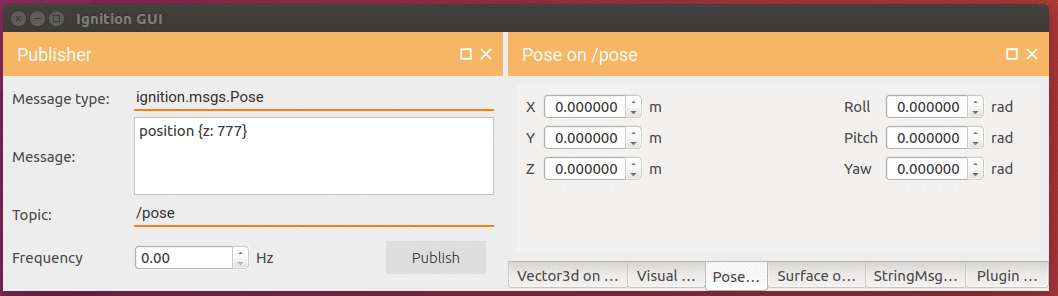 Ignition GUI
Publisher
Message type: ignition.msgs.Pose
Message: position {z: 777}
Topic: /pose
Frequency 0.00 Hz Publish
Pose on /pose
X 0.000000 m Roll 0.000000 rad
Y 0.000000 m Pitch 0.000000 rad
Z 0.000000 m Yaw 0.000000 rad
Vector3d on ... Visual ... Pose... Surface o... StringMsg... Plugin ...